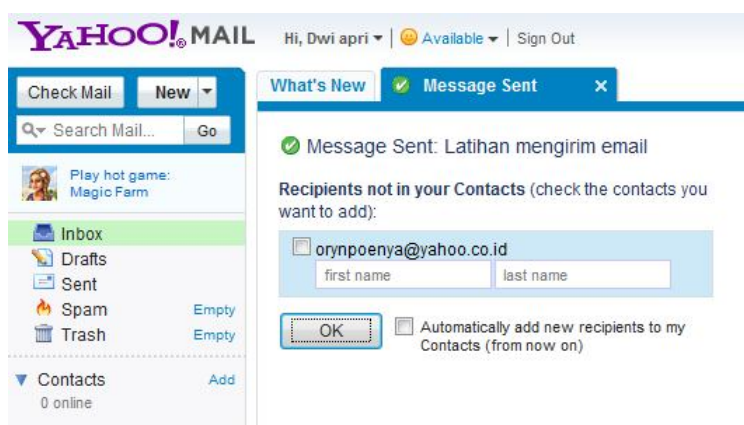 YAHOO!® MAIL Hi, Dwi apri | Available | Sign Out
Check Mail New
Search Mail... Go
Play hot game:
Magic Farm
Inbox
Drafts
Sent
Spam Empty
Trash Empty
Contacts Add
0 online
What's New Message Sent x
Message Sent: Latihan mengirim email
Recipients not in your Contacts (check the contacts you
want to add):
orynpoenya@yahoo.co.id
first name last name
OK Automatically add new recipients to my
Contacts (from now on)